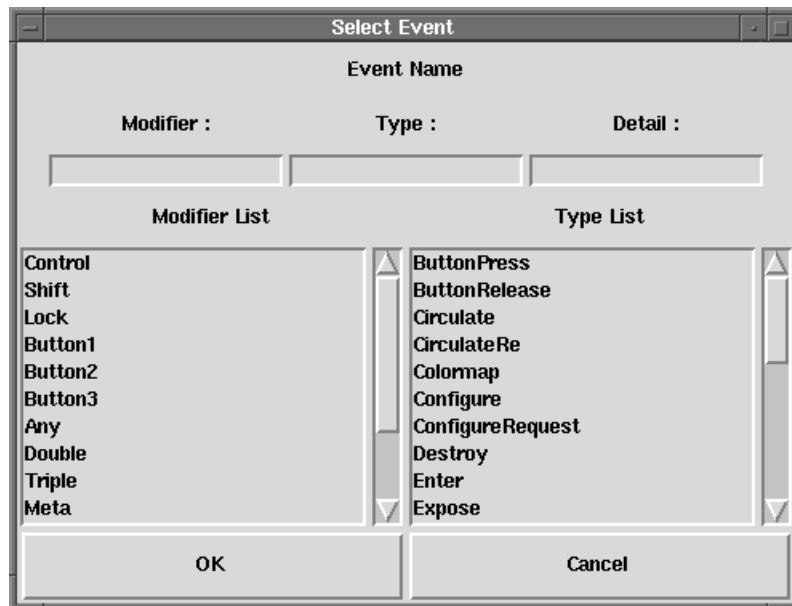 Select Event
Event Name
Modifier :
Type :
Detail :
Modifier List
Type List
Control
Shift
Lock
Button1
Button2
Button3
Any
Double
Triple
Meta
ButtonPress
ButtonRelease
Circulate
CirculateRe
Colormap
Configure
ConfigureRequest
Destroy
Enter
Expose
OK
Cancel